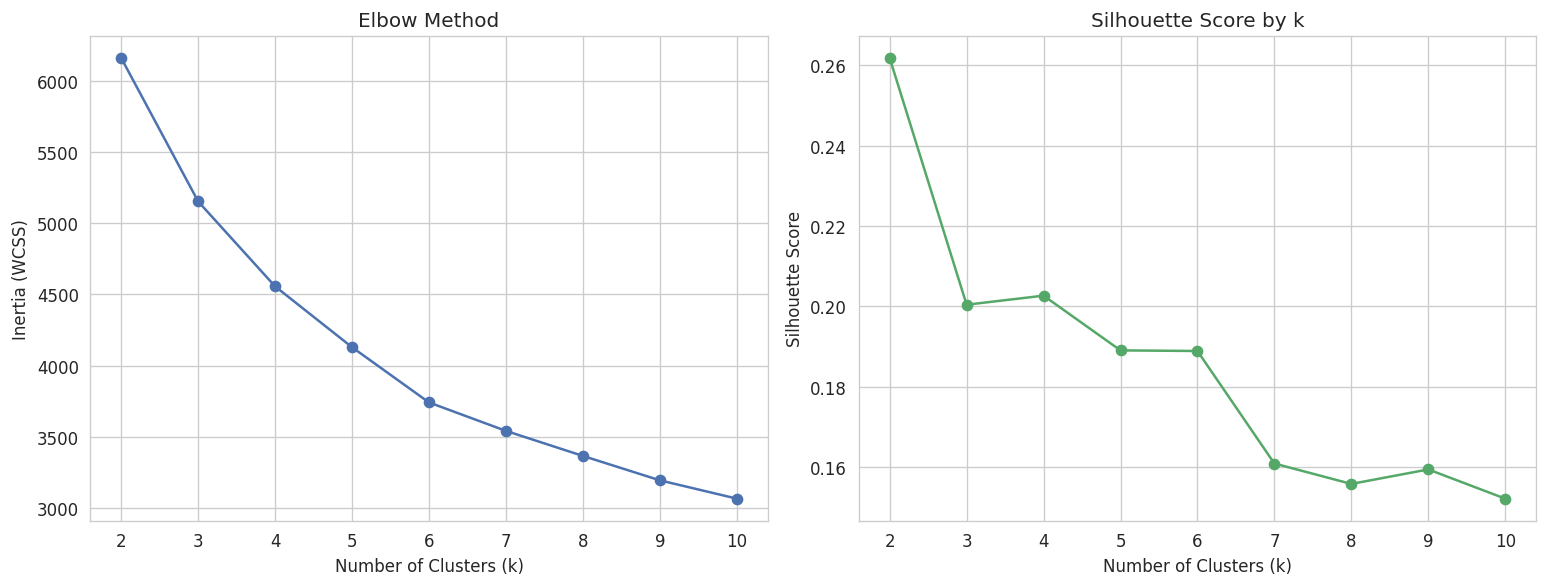 Elbow Method
Inertia (WCSS)
6000
5500
5000
4500
4000
3500
3000
2 3 4 5 6 7 8 9 10
Number of Clusters (k)
Silhouette Score by k
Silhouette Score
0.26
0.24
0.22
0.20
0.18
0.16
2 3 4 5 6 7 8 9 10
Number of Clusters (k)